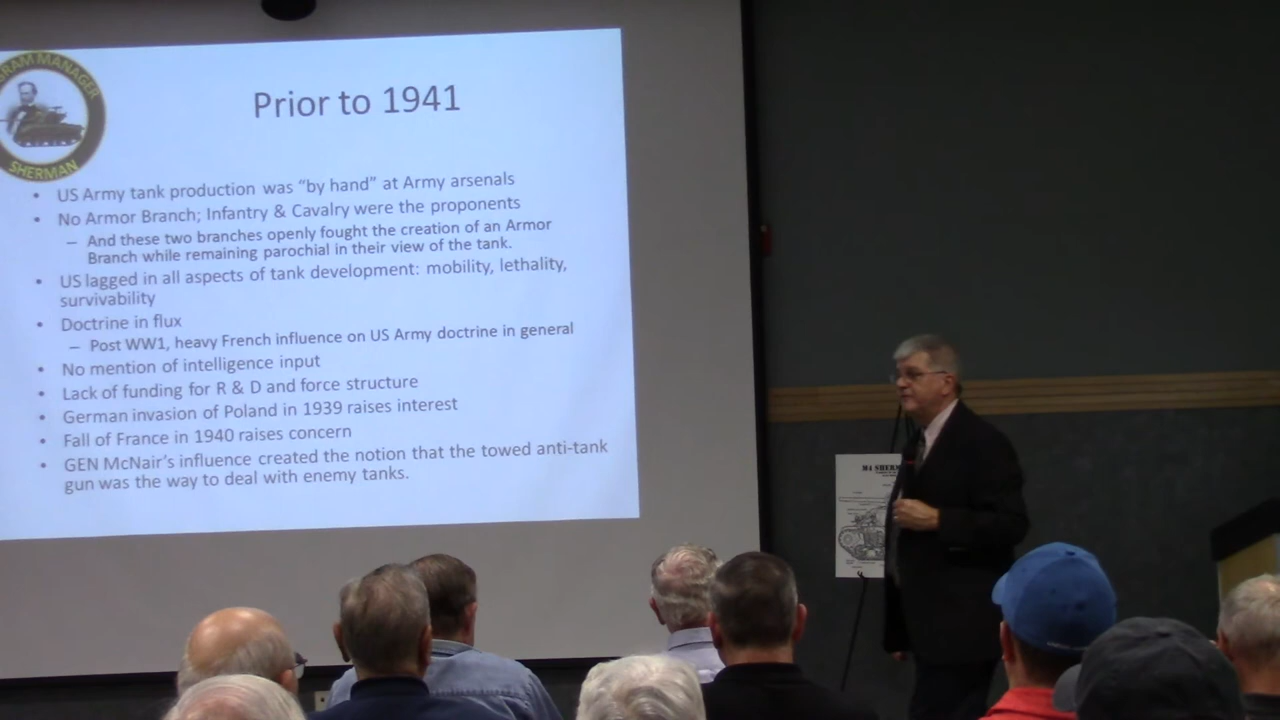 RAM MANAGER
SHERMAN
Prior to 1941
• US Army tank production was “by hand” at Army arsenals
• No Armor Branch; Infantry & Cavalry were the proponents
– And these two branches openly fought the creation of an Armor
Branch while remaining parochial in their view of the tank.
• US lagged in all aspects of tank development: mobility, lethality,
survivability
• Doctrine in flux
– Post WW1, heavy French influence on US Army doctrine in general
• No mention of intelligence input
• Lack of funding for R & D and force structure
• German invasion of Poland in 1939 raises interest
• Fall of France in 1940 raises concern
• GEN McNair’s influence created the notion that the towed anti-tank
gun was the way to deal with enemy tanks.
M4 SHERM